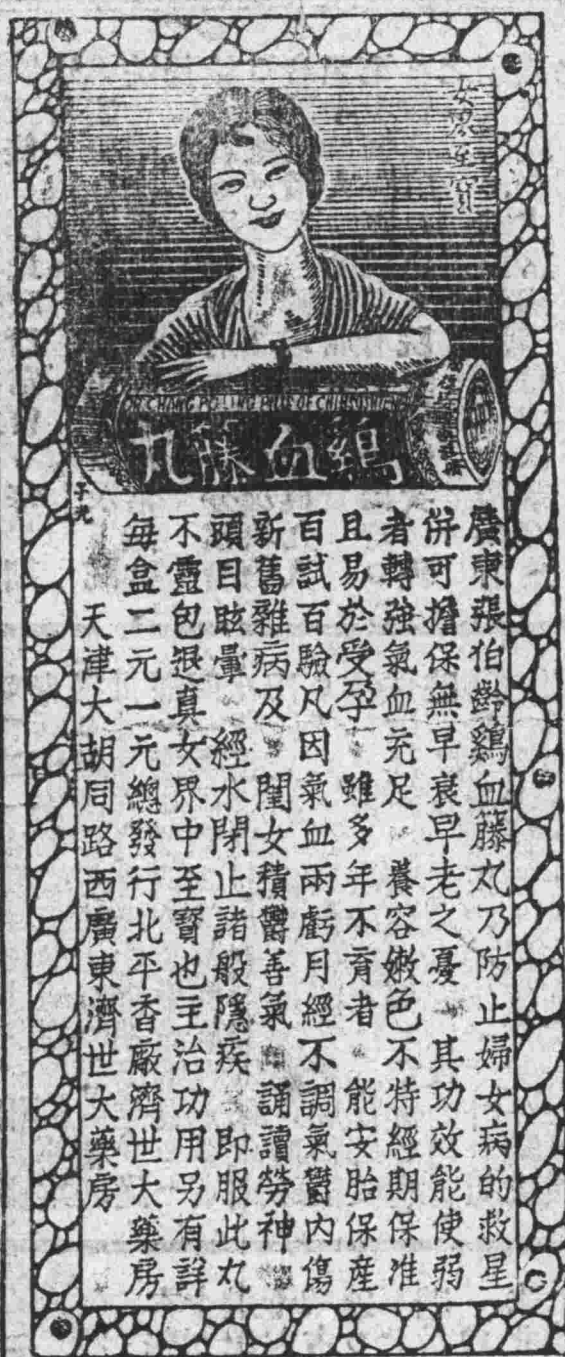 女界至寶
CHANG PO LING PILLS OF
鷄血籐丸
子光
廣東張伯齡鷄血籐丸乃防止婦女病的救星
併可擔保無早衰早老之憂 其功效能使弱
者轉強氣血充足 養容嫩色不特經期保准
且易於受孕 雖多年不育者 能安胎保産
百試百驗凡因氣血兩虧月經不調氣鬱內傷
新舊雜病及 閨女積鬱善氣 誦讀勞神
頭目眩暈 經水閉止諸般隱疾 即服此丸
不靈包退真女界中至寶也主治功用另有詳
每盒二元一元總發行北平香廠濟世大藥房
天津大胡同路西廣東濟世大藥房